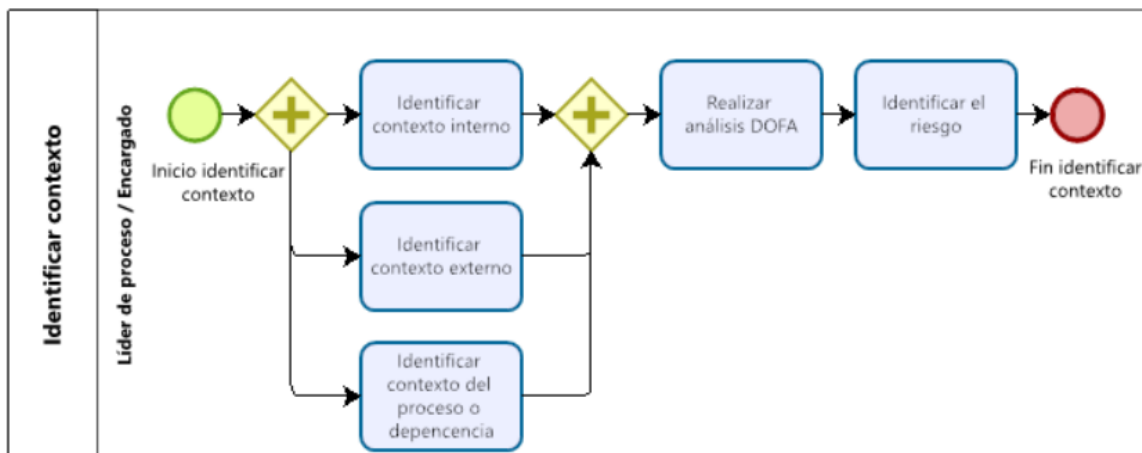 Identificar contexto
Líder de proceso / Encargado
Inicio identificar
contexto
Identificar
contexto interno
Identificar
contexto externo
Identificar
contexto del
proceso o
depencencia
Realizar
análisis DOFA
Identificar el
riesgo
Fin identificar
contexto